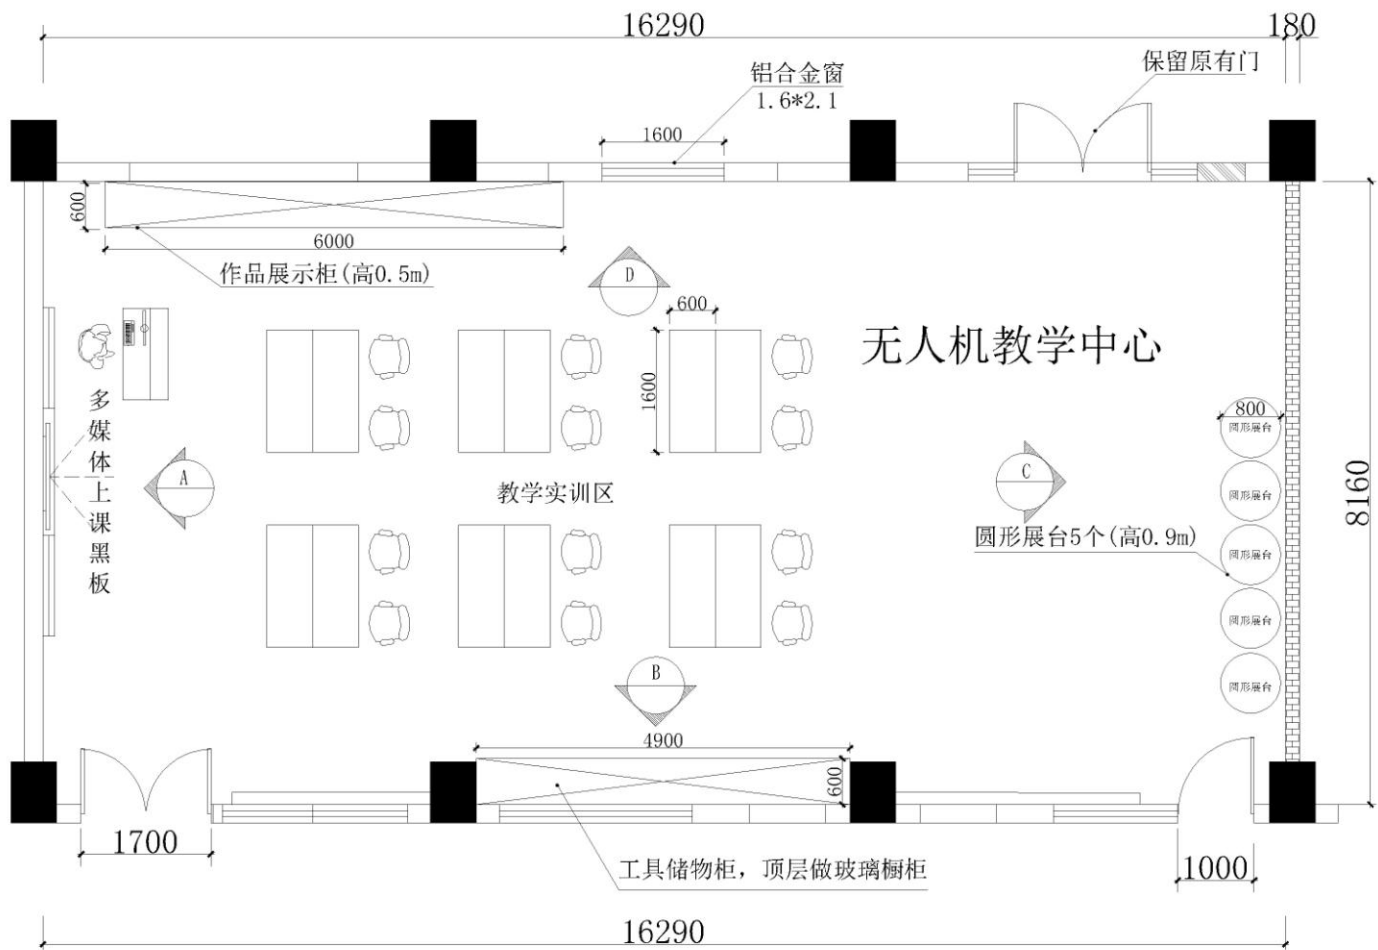 16290
180
保留原有门
铝合金窗
1.6*2.1
1600
600
6000
作品展示柜(高0.5m)
D
600
无人机教学中心
1600
多媒体上课黑板
800
圆形展台
A
C
圆形展台
教学实训区
8160
圆形展台5个(高0.9m)
圆形展台
圆形展台
B
圆形展台
4900
600
1700
工具储物柜，顶层做玻璃橱柜
1000
16290